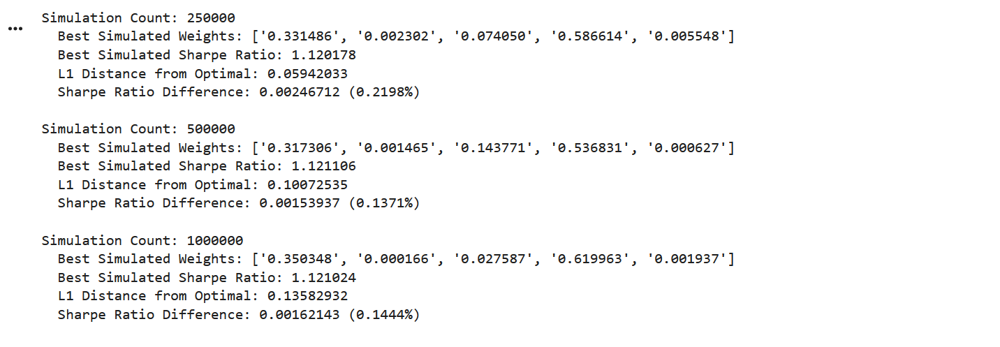 Simulation Count: 250000
Best Simulated Weights: ['0.331486', '0.002302', '0.074050', '0.586614', '0.005548']
Best Simulated Sharpe Ratio: 1.120178
L1 Distance from Optimal: 0.05942033
Sharpe Ratio Difference: 0.00246712 (0.2198%)
Simulation Count: 500000
Best Simulated Weights: ['0.317306', '0.001465', '0.143771', '0.536831', '0.000627']
Best Simulated Sharpe Ratio: 1.121106
L1 Distance from Optimal: 0.10072535
Sharpe Ratio Difference: 0.00153937 (0.1371%)
Simulation Count: 1000000
Best Simulated Weights: ['0.350348', '0.000166', '0.027587', '0.619963', '0.001937']
Best Simulated Sharpe Ratio: 1.121024
L1 Distance from Optimal: 0.13582932
Sharpe Ratio Difference: 0.00162143 (0.1444%)